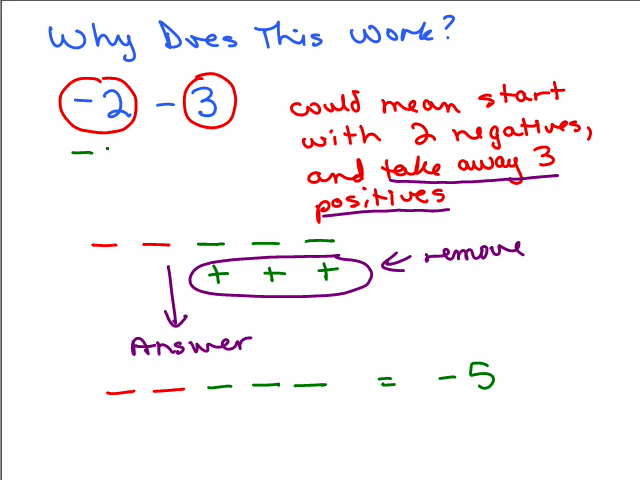 Why Does This Work?
-2 - 3
could mean start
with 2 negatives,
and take away 3
positives
- - - - -
+ + +
remove
Answer
- - - - - = -5